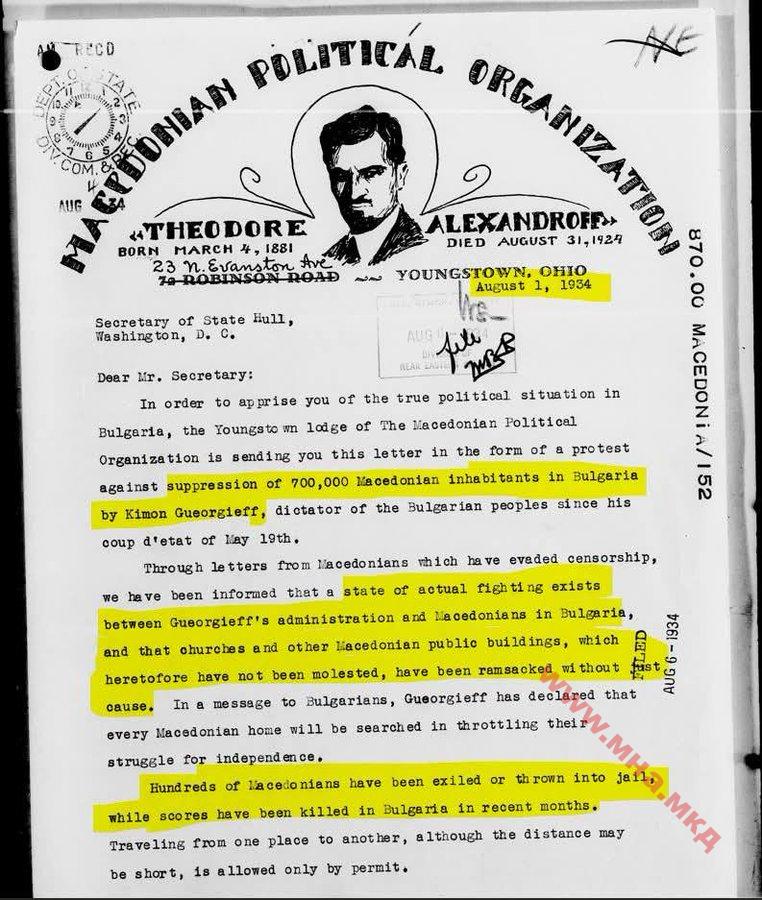 AM RECD
NE
DEPT. OF STATE
DIV. COM. & REC
AUG 4 34
MACEDONIAN POLITICAL ORGANIZATION
"THEODORE ALEXANDROFF"
BORN MARCH 4, 1881 DIED AUGUST 31, 1924
23 N. Evanston Ave
72 ROBINSON ROAD ~~ YOUNGSTOWN, OHIO
August 1, 1934
870.00 MACEDONiA/152
Secretary of State Hull,
Washington, D. C.
AUG 1934
DIVISION OF
NEAR EASTERN
file
MBB
Dear Mr. Secretary:
In order to apprise you of the true political situation in
Bulgaria, the Youngstown lodge of The Macedonian Political
Organization is sending you this letter in the form of a protest
against suppression of 700,000 Macedonian inhabitants in Bulgaria
by Kimon Gueorgieff, dictator of the Bulgarian peoples since his
coup d'etat of May 19th.
Through letters from Macedonians which have evaded censorship,
we have been informed that a state of actual fighting exists
between Gueorgieff's administration and Macedonians in Bulgaria,
and that churches and other Macedonian public buildings, which
heretofore have not been molested, have been ramsacked without just
cause. In a message to Bulgarians, Gueorgieff has declared that
every Macedonian home will be searched in throttling their
struggle for independence.
Hundreds of Macedonians have been exiled or thrown into jail,
while scores have been killed in Bulgaria in recent months.
Traveling from one place to another, although the distance may
be short, is allowed only by permit.
FILED
AUG 6 - 1934
www.мна.мкд